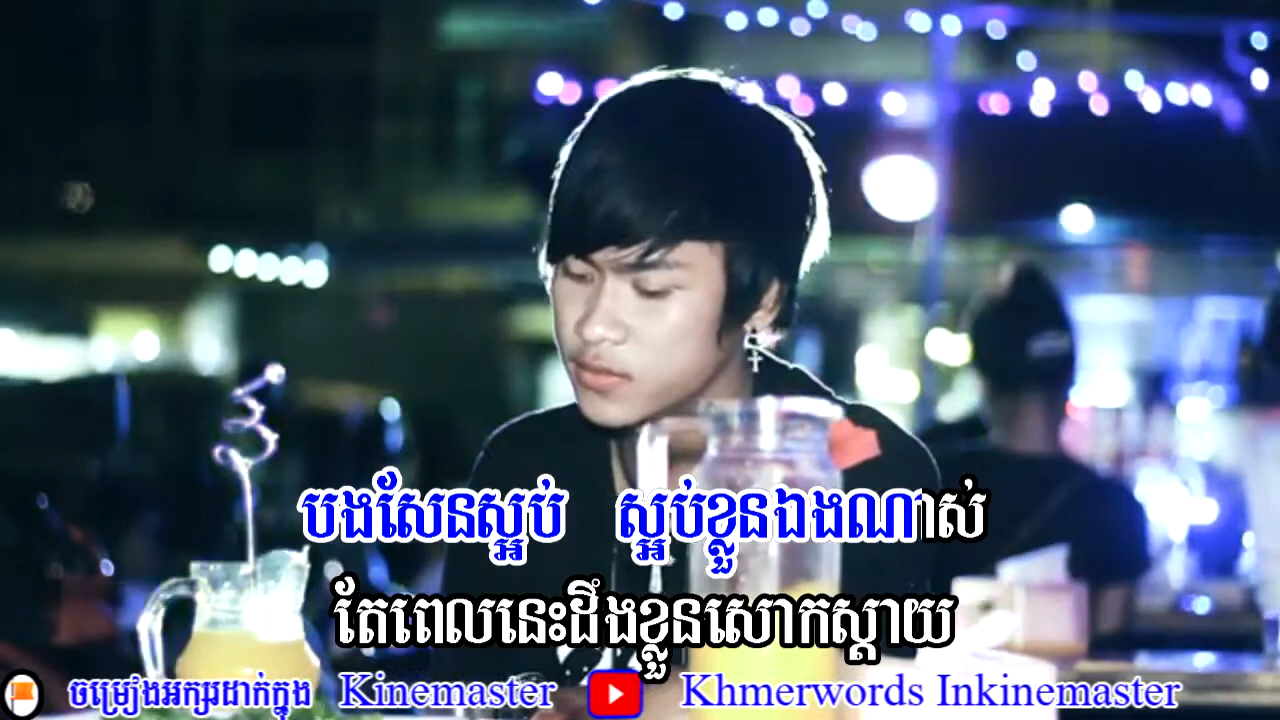 បងសែនស្អប់ ស្អប់ខ្លួនឯងណាស់
តែពេលនេះដឹងខ្លួនសោកស្ដាយ
ចម្រៀងអក្សរដាក់ក្នុង Kinemaster Khmerwords Inkinemaster